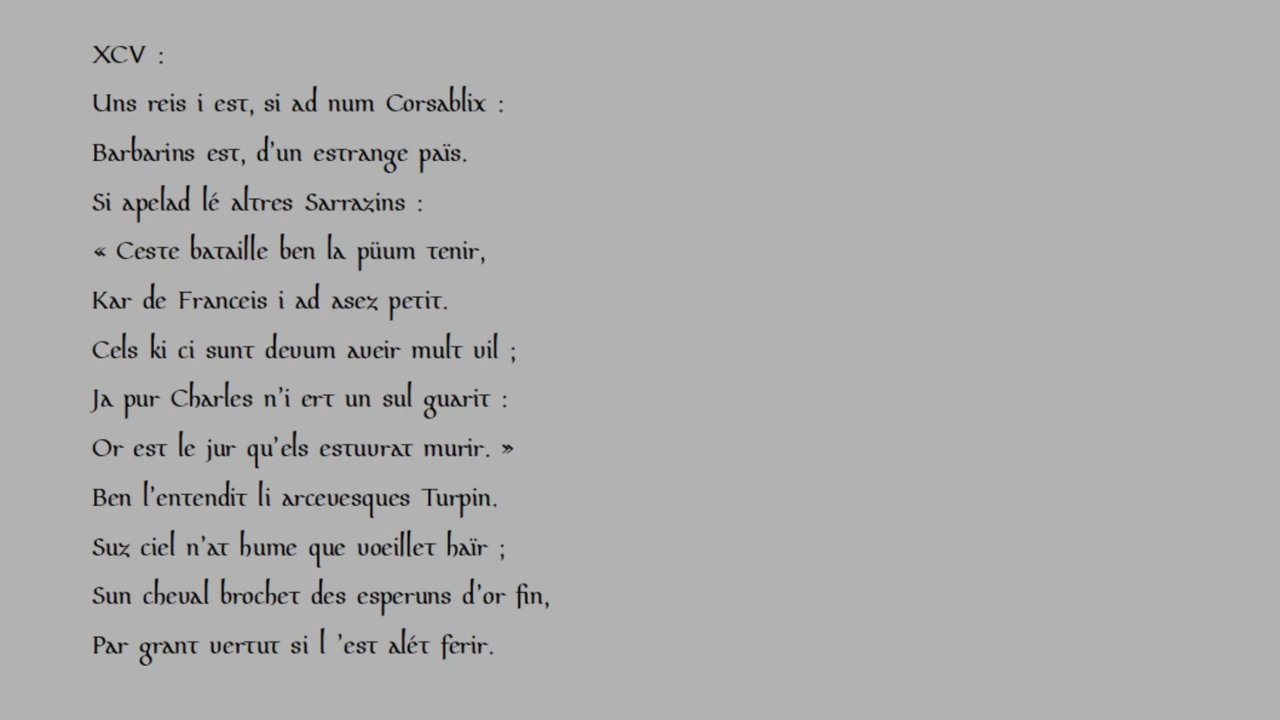 XCV :
Uns reis i est, si ad num Corsablix :
Barbarins est, d'un estrange païs.
Si apelad lé altres Sarrazins :
« Ceste bataille ben la püum tenir,
Kar de Franceis i ad asez petit.
Cels ki ci sunt devum aveir mult vil ;
Ja pur Charles n'i ert un sul guarit :
Or est le jur qu'els estuvrat murir. »
Ben l'entendit li arcevesques Turpin.
Suz ciel n'at hume que voeillet haïr ;
Sun cheval brochet des esperuns d'or fin,
Par grant vertut si l 'est alét ferir.